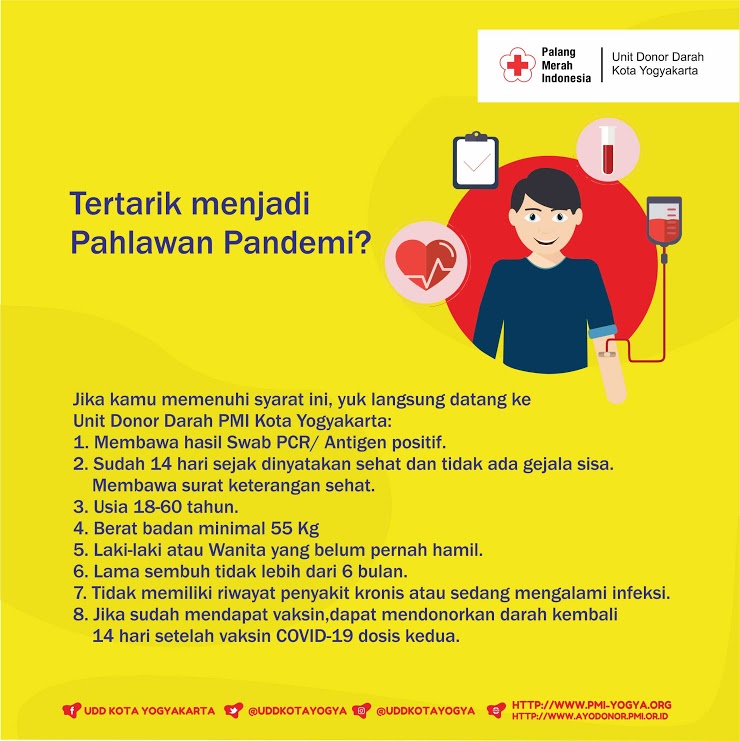 Palang
Merah
Indonesia
Unit Donor Darah
Kota Yogyakarta
Tertarik menjadi
Pahlawan Pandemi?
Jika kamu memenuhi syarat ini, yuk langsung datang ke
Unit Donor Darah PMI Kota Yogyakarta:
1. Membawa hasil Swab PCR/ Antigen positif.
2. Sudah 14 hari sejak dinyatakan sehat dan tidak ada gejala sisa.
Membawa surat keterangan sehat.
3. Usia 18-60 tahun.
4. Berat badan minimal 55 Kg
5. Laki-laki atau Wanita yang belum pernah hamil.
6. Lama sembuh tidak lebih dari 6 bulan.
7. Tidak memiliki riwayat penyakit kronis atau sedang mengalami infeksi.
8. Jika sudah mendapat vaksin,dapat mendonorkan darah kembali
14 hari setelah vaksin COVID-19 dosis kedua.
UDD KOTA YOGYAKARTA @UDDKOTAYOGYA @UDDKOTAYOGYA HTTP://WWW.PMI-YOGYA.ORG
HTTP://WWW.AYODONOR.PMI.OR.ID